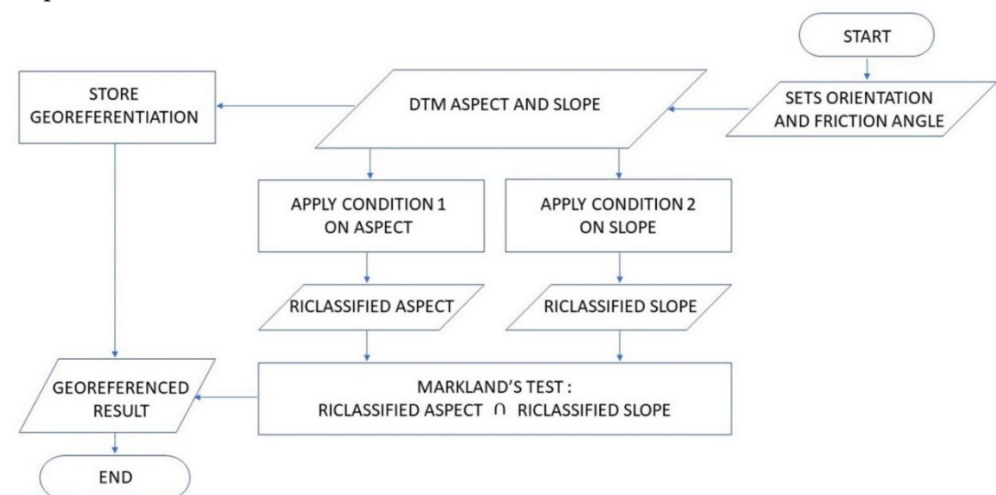 START
SETS ORIENTATION
AND FRICTION ANGLE
DTM ASPECT AND SLOPE
STORE
GEOREFERENTIATION
APPLY CONDITION 1
ON ASPECT
APPLY CONDITION 2
ON SLOPE
RICLASSIFIED ASPECT
RICLASSIFIED SLOPE
MARKLAND'S TEST :
RICLASSIFIED ASPECT ∩ RICLASSIFIED SLOPE
GEOREFERENCED
RESULT
END